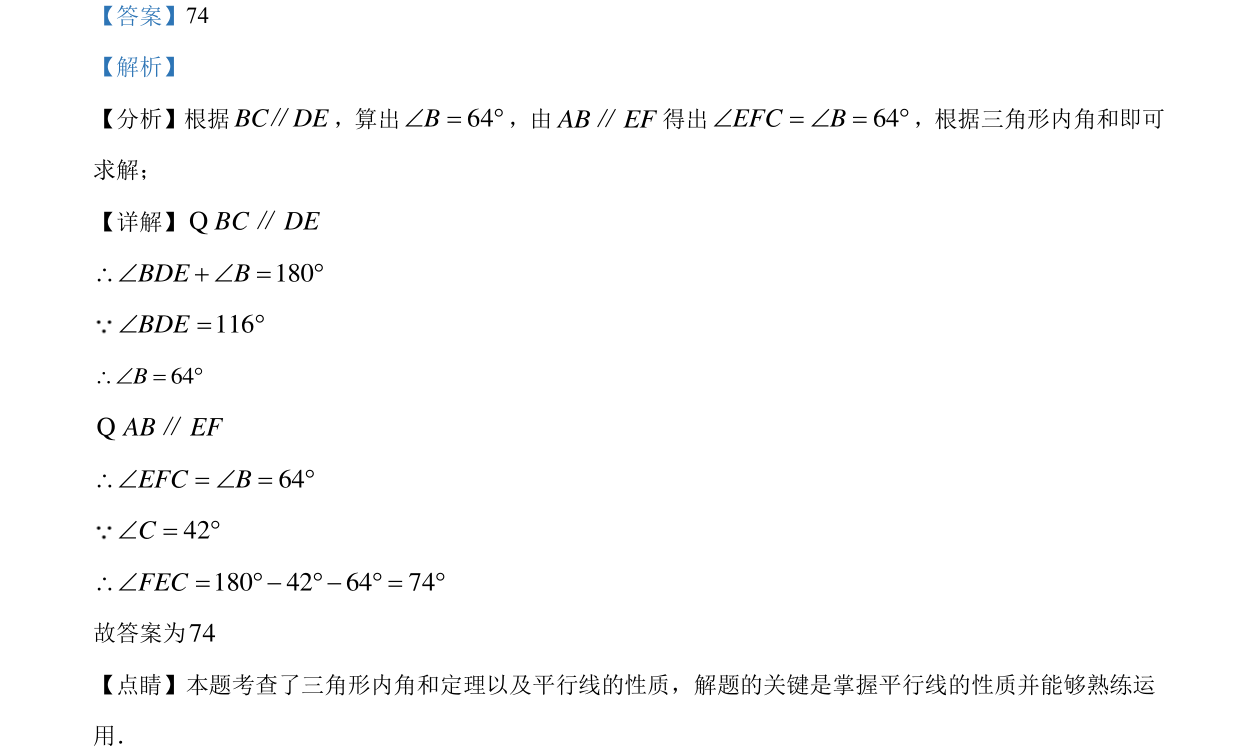 【答案】74
【解析】
【分析】根据 BC∥DE，算出∠B = 64°，由 AB∥EF 得出∠EFC = ∠B = 64°，根据三角形内角和即可
求解；
【详解】Q BC∥DE
∴∠BDE + ∠B = 180°
∵∠BDE = 116°
∴∠B = 64°
Q AB∥EF
∴∠EFC = ∠B = 64°
∵∠C = 42°
∴∠FEC = 180° − 42° − 64° = 74°
故答案为 74
【点睛】本题考查了三角形内角和定理以及平行线的性质，解题的关键是掌握平行线的性质并能够熟练运
用．